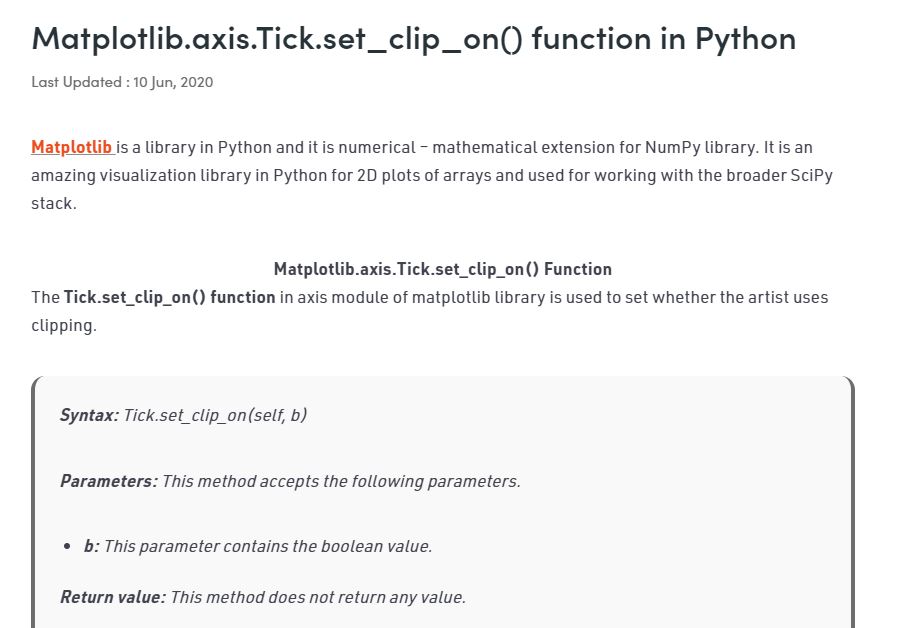 Matplotlib.axis.Tick.set_clip_on() function in Python
Last Updated : 10 Jun, 2020
Matplotlib is a library in Python and it is numerical – mathematical extension for NumPy library. It is an
amazing visualization library in Python for 2D plots of arrays and used for working with the broader SciPy
stack.
Matplotlib.axis.Tick.set_clip_on() Function
The Tick.set_clip_on() function in axis module of matplotlib library is used to set whether the artist uses
clipping.
Syntax: Tick.set_clip_on(self, b)
Parameters: This method accepts the following parameters.
• b: This parameter contains the boolean value.
Return value: This method does not return any value.